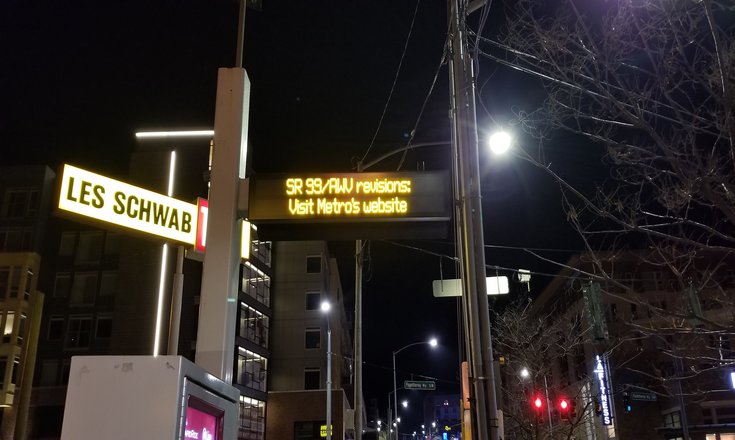 LES SCHWAB
SR 99/AWV revisions:
Visit Metro's website